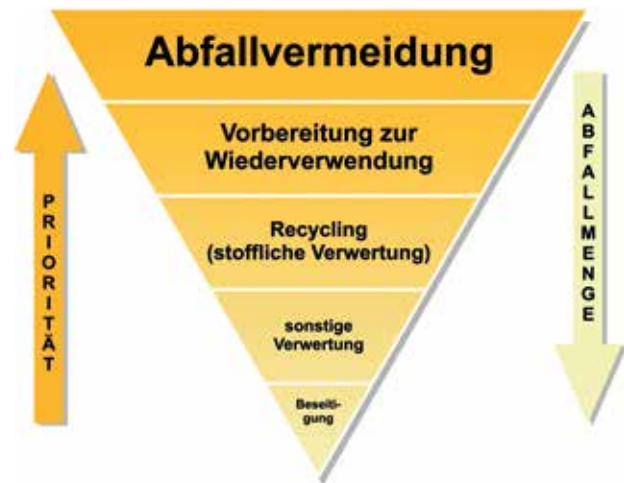 Abfallvermeidung
Vorbereitung zur
Wiederverwendung
Recycling
(stoffliche Verwertung)
sonstige
Verwertung
Beseiti-
gung
PRIORITÄT
ABFALLMENGE